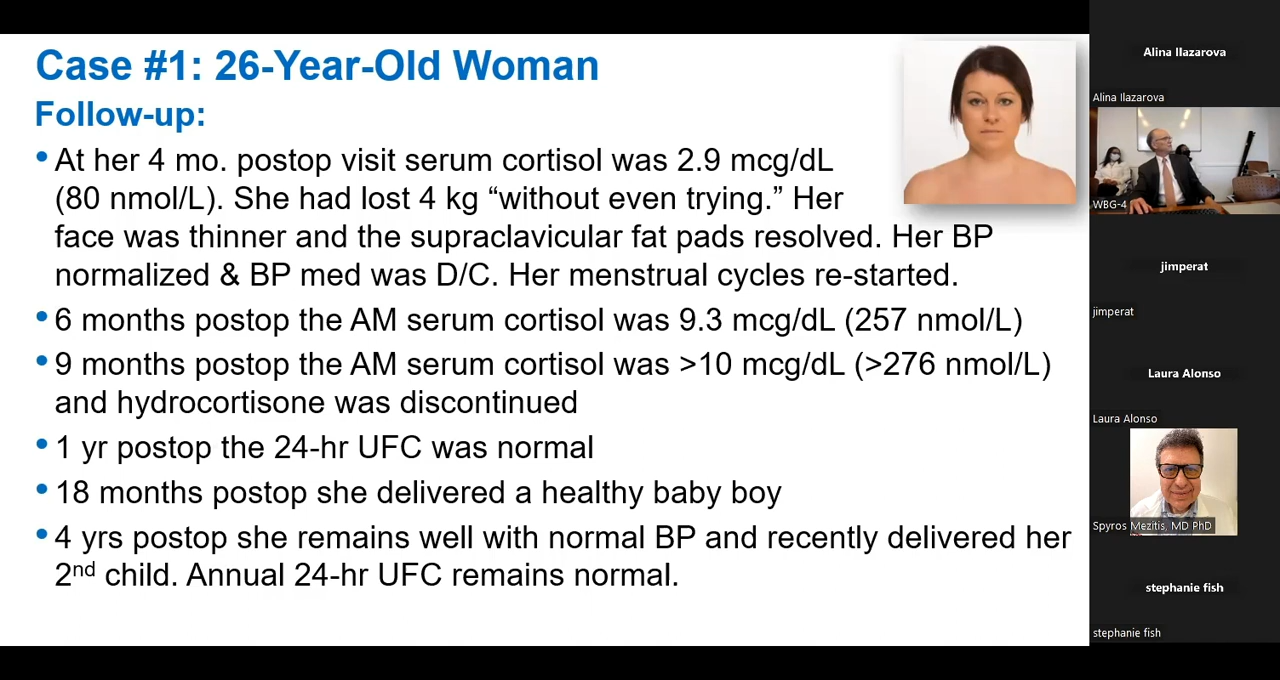 Case #1: 26-Year-Old Woman
Follow-up:
• At her 4 mo. postop visit serum cortisol was 2.9 mcg/dL
(80 nmol/L). She had lost 4 kg “without even trying.” Her
face was thinner and the supraclavicular fat pads resolved. Her BP
normalized & BP med was D/C. Her menstrual cycles re-started.
• 6 months postop the AM serum cortisol was 9.3 mcg/dL (257 nmol/L)
• 9 months postop the AM serum cortisol was >10 mcg/dL (>276 nmol/L)
and hydrocortisone was discontinued
• 1 yr postop the 24-hr UFC was normal
• 18 months postop she delivered a healthy baby boy
• 4 yrs postop she remains well with normal BP and recently delivered her
2nd child. Annual 24-hr UFC remains normal.
Alina Ilazarova
Alina Ilazarova
WBG-4
jimperat
jimperat
Laura Alonso
Laura Alonso
Spyros Mezitis, MD PhD
stephanie fish
stephanie fish